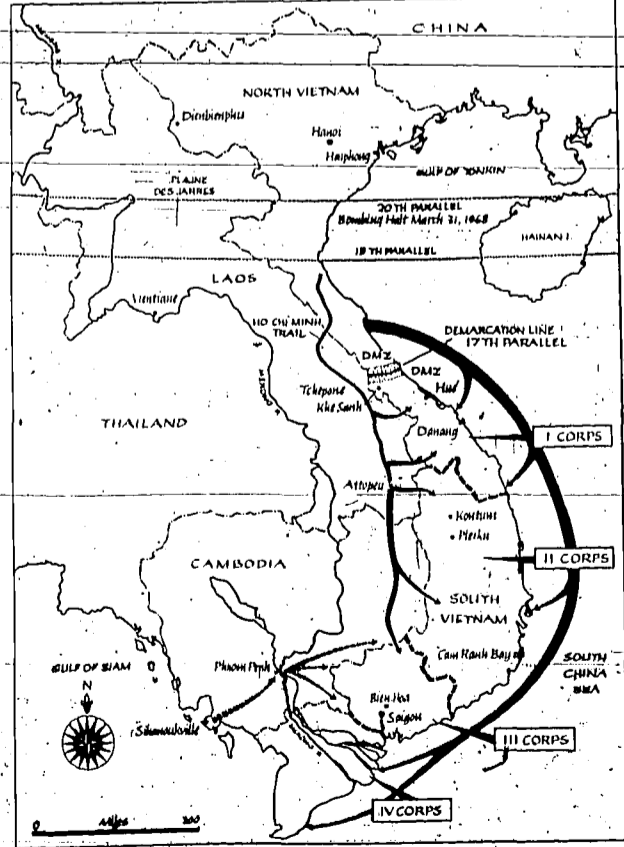 CHINA
NORTH VIETNAM
Dienbienphu
Hanoi
Haiphong
GULF OF TONKIN
PLAINE
DES JARRES
20TH PARALLEL
Bombing Halt March 31, 1968
HAINAN I.
19TH PARALLEL
LAOS
Vientiane
HO CHI MINH
TRAIL
DEMARCATION LINE
17TH PARALLEL
DMZ
DMZ
MEKONG R.
Hué
Tchepone
Khe Sanh
THAILAND
Danang
I CORPS
Attopeu
Kontum
Pleiku
II CORPS
CAMBODIA
SOUTH
VIETNAM
Cam Ranh Bay
SOUTH
CHINA
SEA
GULF OF SIAM
N
Phnom Penh
Bien Hoa
Saigon
Sihanoukville
III CORPS
IV CORPS
0 Miles 200